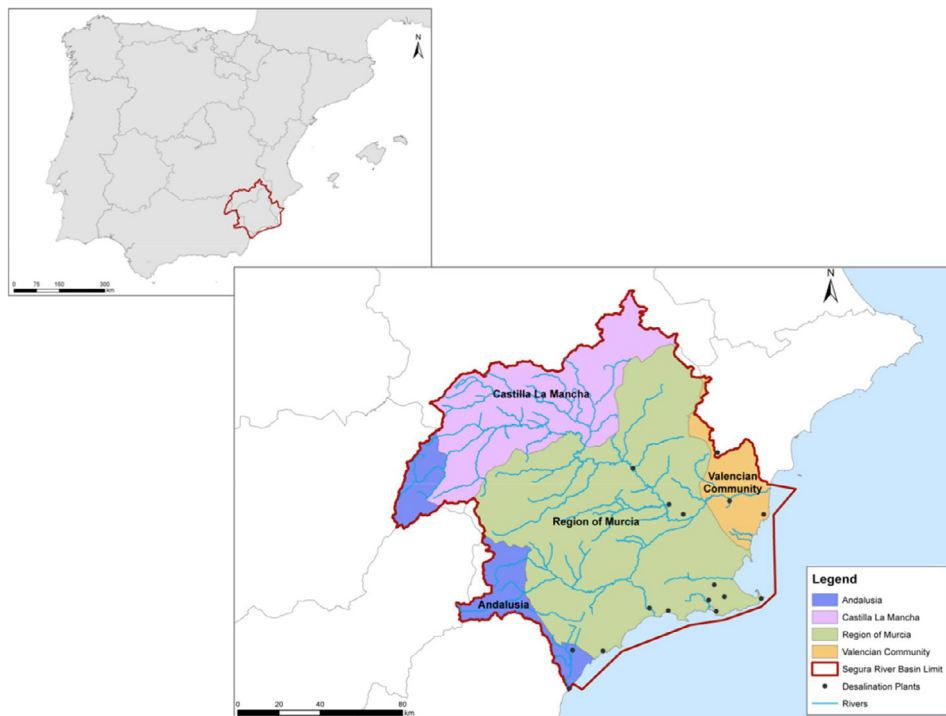 N
0 75 150 300
km
N
Castilla La Mancha
Valencian
Community
Region of Murcia
Andalusia
Legend
Andalusia
Castilla La Mancha
Region of Murcia
Valencian Community
Segura River Basin Limit
Desalination Plants
Rivers
0 20 40 80
km